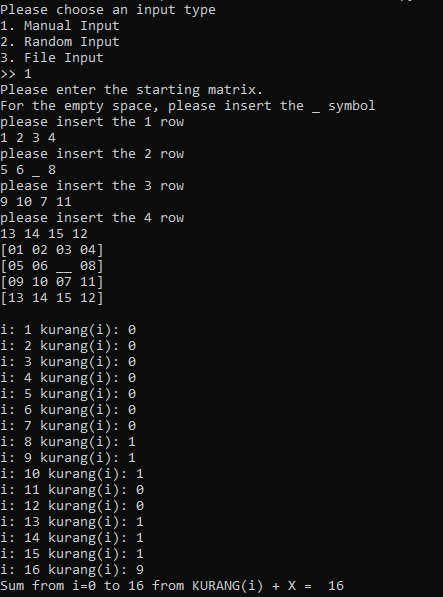 Please choose an input type
1. Manual Input
2. Random Input
3. File Input
>> 1
Please enter the starting matrix.
For the empty space, please insert the _ symbol
please insert the 1 row
1 2 3 4
please insert the 2 row
5 6 _ 8
please insert the 3 row
9 10 7 11
please insert the 4 row
13 14 15 12
[01 02 03 04]
[05 06 __ 08]
[09 10 07 11]
[13 14 15 12]
i: 1 kurang(i): 0
i: 2 kurang(i): 0
i: 3 kurang(i): 0
i: 4 kurang(i): 0
i: 5 kurang(i): 0
i: 6 kurang(i): 0
i: 7 kurang(i): 0
i: 8 kurang(i): 1
i: 9 kurang(i): 1
i: 10 kurang(i): 1
i: 11 kurang(i): 0
i: 12 kurang(i): 0
i: 13 kurang(i): 1
i: 14 kurang(i): 1
i: 15 kurang(i): 1
i: 16 kurang(i): 9
Sum from i=0 to 16 from KURANG(i) + X =  16